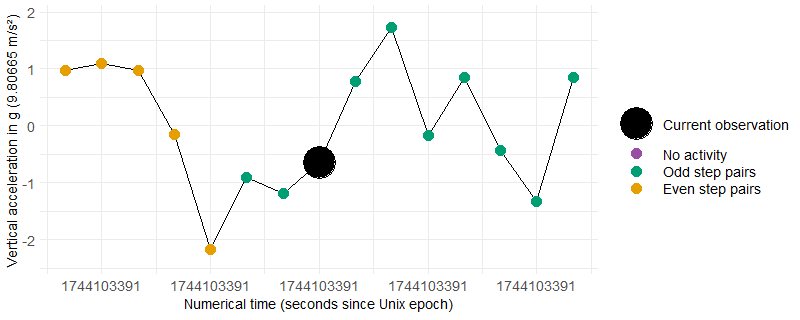 Vertical acceleration in g (9.80665 m/s²)
2
1
0
-1
-2
1744103391 1744103391 1744103391 1744103391 1744103391
Numerical time (seconds since Unix epoch)
Current observation
No activity
Odd step pairs
Even step pairs